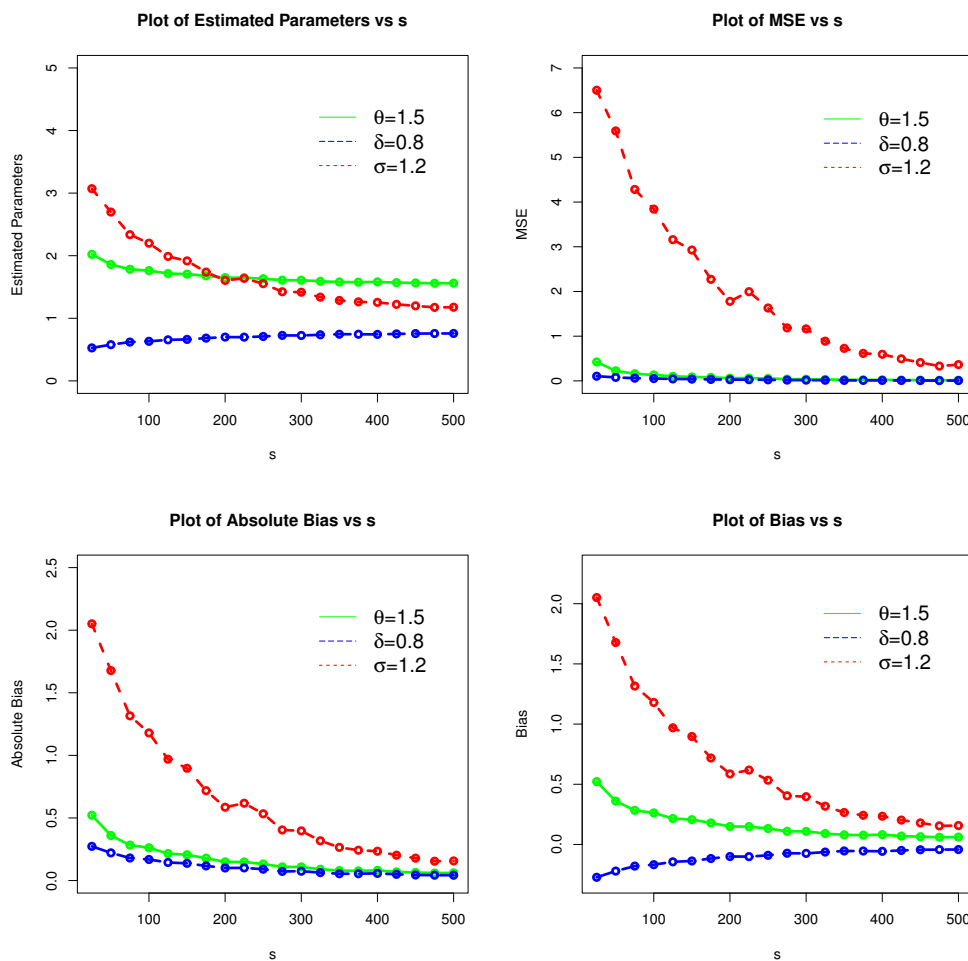 Plot of Estimated Parameters vs s
Estimated Parameters
0 1 2 3 4 5
θ=1.5
δ=0.8
σ=1.2
100 200 300 400 500
s
Plot of MSE vs s
MSE
0 1 2 3 4 5 6 7
θ=1.5
δ=0.8
σ=1.2
100 200 300 400 500
s
Plot of Absolute Bias vs s
Absolute Bias
0.0 0.5 1.0 1.5 2.0 2.5
θ=1.5
δ=0.8
σ=1.2
100 200 300 400 500
s
Plot of Bias vs s
Bias
0.0 0.5 1.0 1.5 2.0
θ=1.5
δ=0.8
σ=1.2
100 200 300 400 500
s